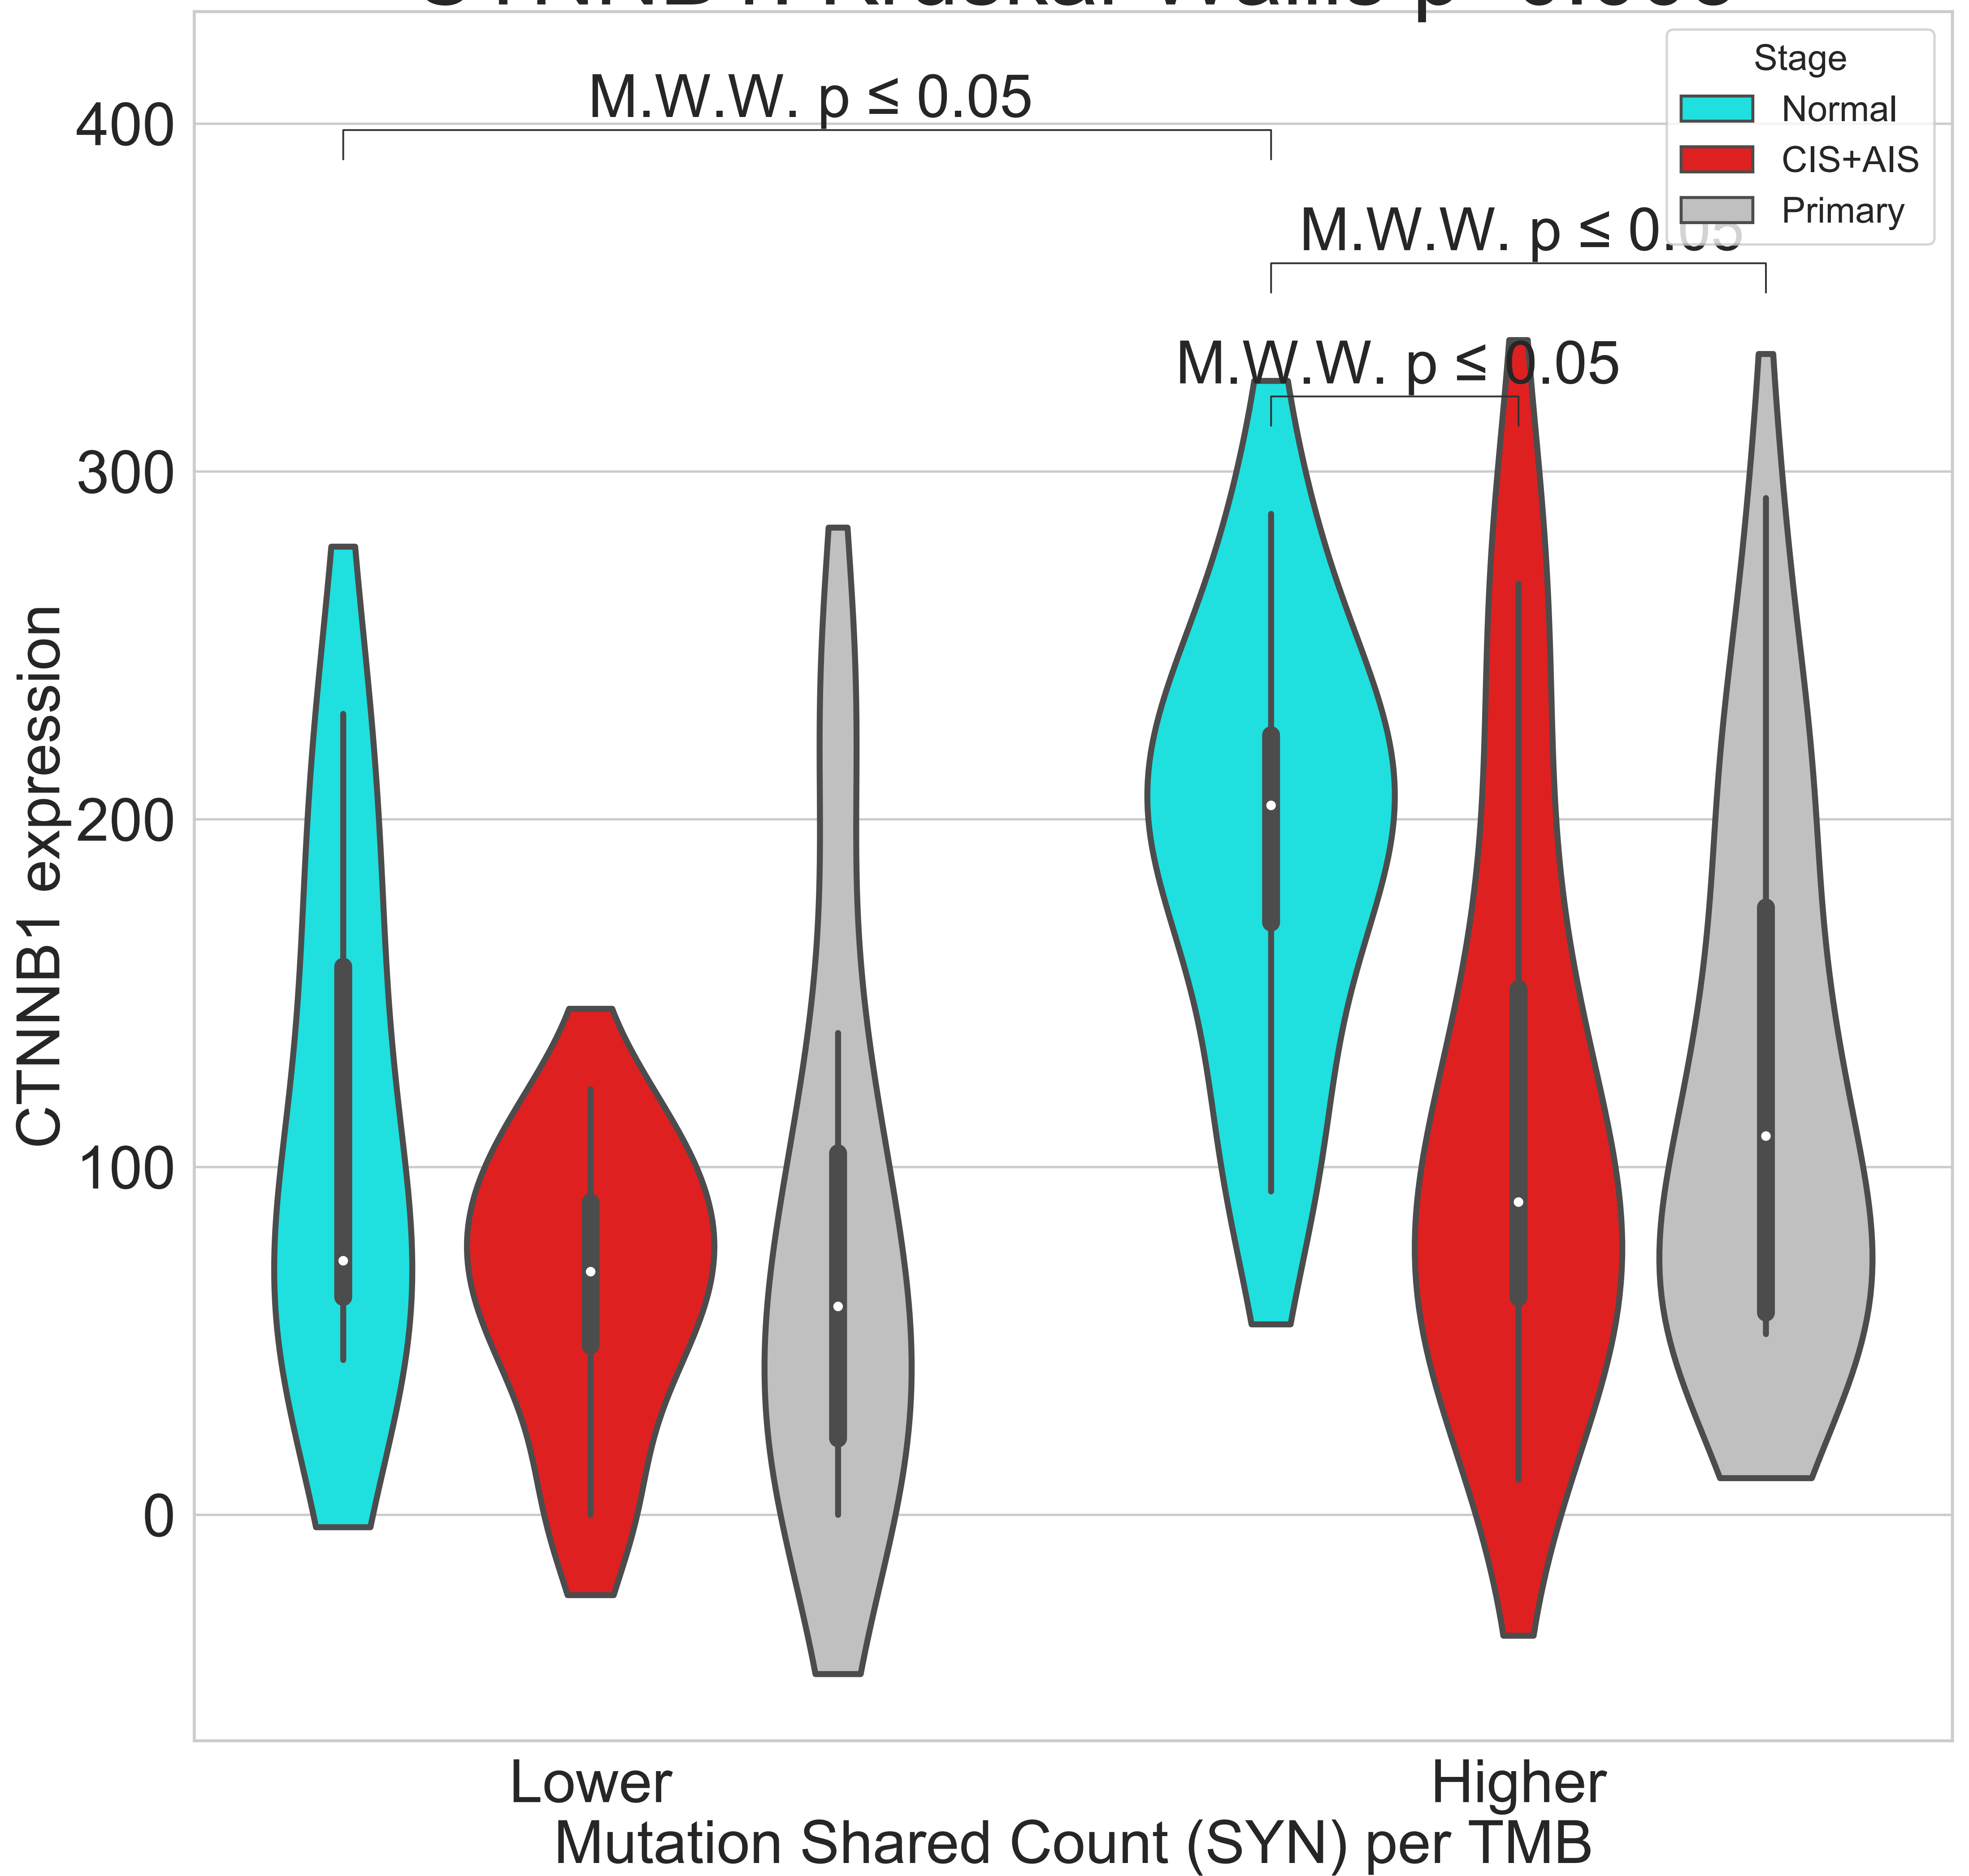 M.W.W. p ≤ 0.05
M.W.W. p ≤ 0.05
M.W.W. p ≤ 0.05
Stage
Normal
CIS+AIS
Primary
400
300
200
100
0
CTNNB1 expression
Lower
Higher
Mutation Shared Count (SYN) per TMB